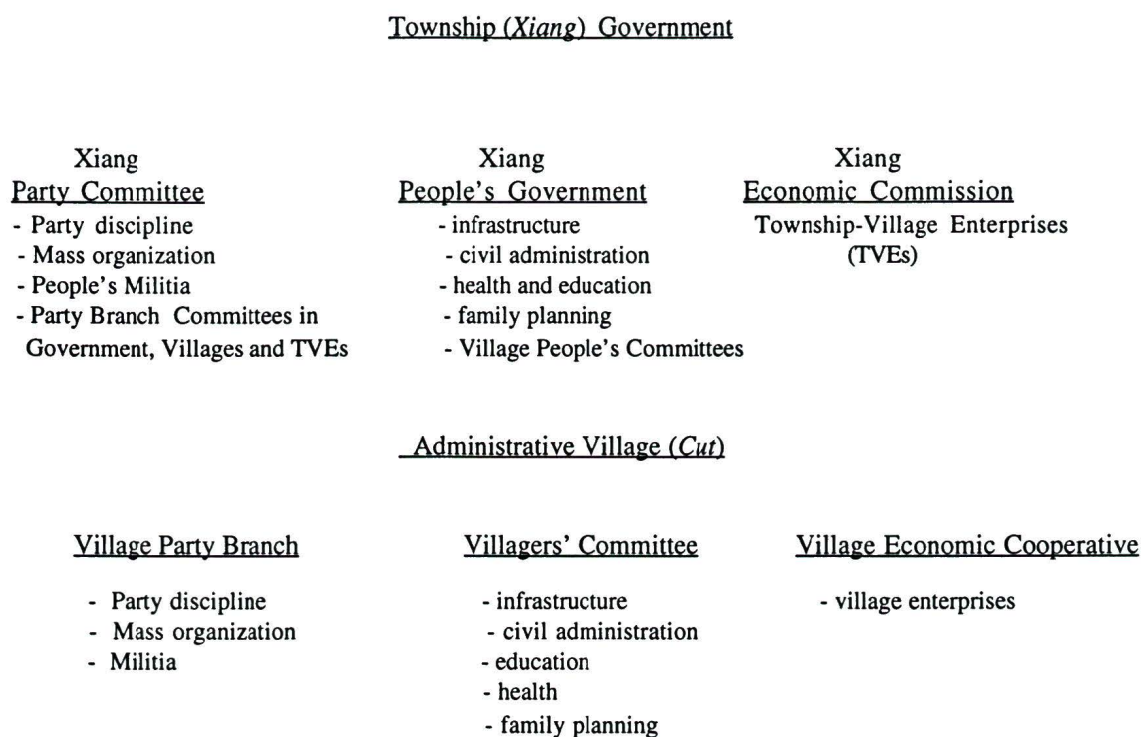 Township (Xiang) Government
Xiang
Party Committee
- Party discipline
- Mass organization
- People's Militia
- Party Branch Committees in
Government, Villages and TVEs
Xiang
People's Government
- infrastructure
- civil administration
- health and education
- family planning
- Village People's Committees
Xiang
Economic Commission
Township-Village Enterprises
(TVEs)
Administrative Village (Cut)
Village Party Branch
- Party discipline
- Mass organization
- Militia
Villagers' Committee
- infrastructure
- civil administration
- education
- health
- family planning
Village Economic Cooperative
- village enterprises